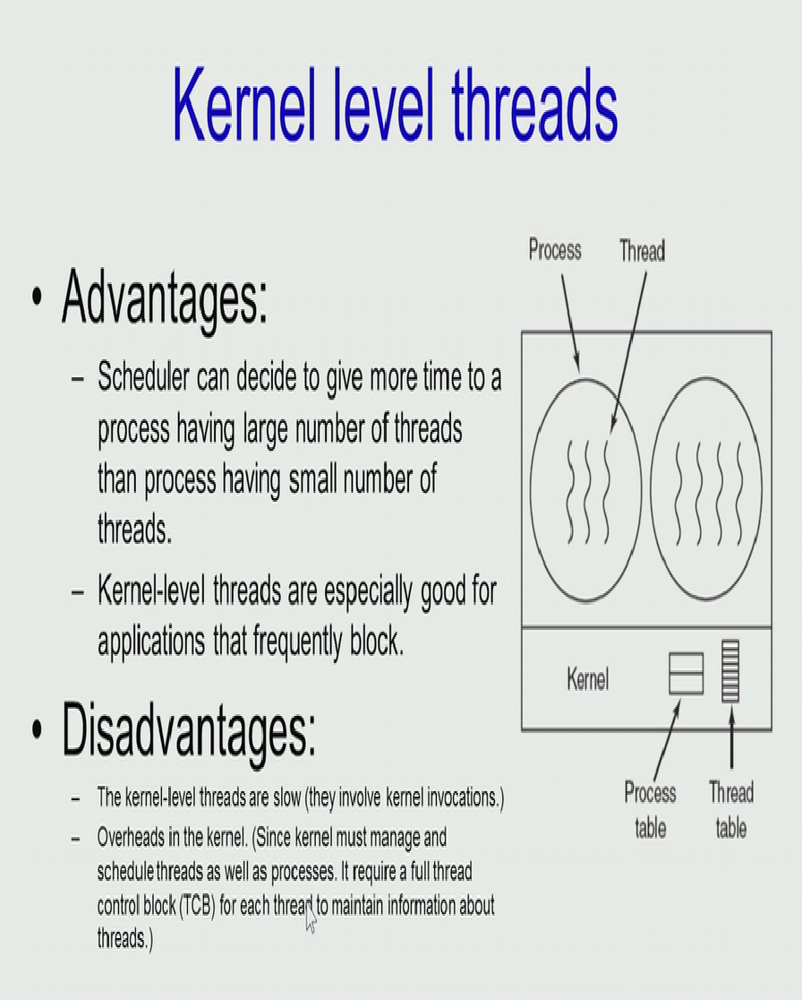 Kernel level threads
• Advantages:
– Scheduler can decide to give more time to a
process having large number of threads
than process having small number of
threads.
– Kernel-level threads are especially good for
applications that frequently block.
• Disadvantages:
– The kernel-level threads are slow (they involve kernel invocations.)
– Overheads in the kernel. (Since kernel must manage and
schedule threads as well as processes. It require a full thread
control block (TCB) for each thread to maintain information about
threads.)
Process Thread
Kernel
Process
table
Thread
table